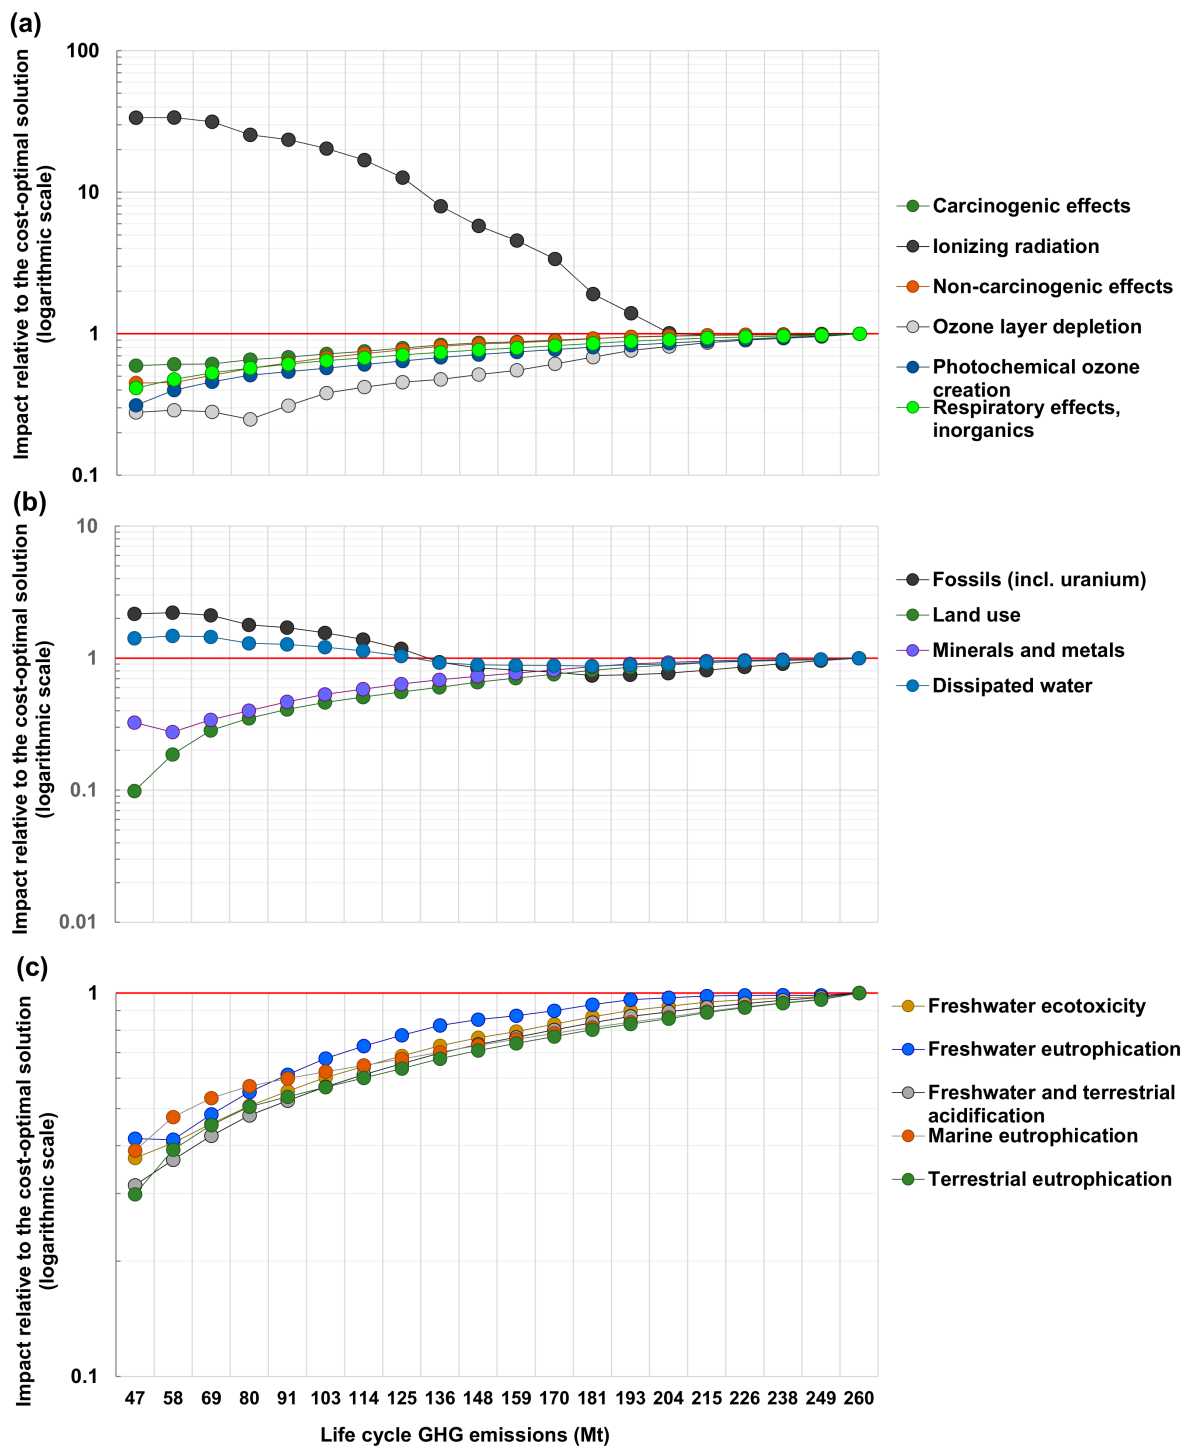 (a)
Impact relative to the cost-optimal solution
(logarithmic scale)
100
10
1
0.1
Carcinogenic effects
Ionizing radiation
Non-carcinogenic effects
Ozone layer depletion
Photochemical ozone
creation
Respiratory effects,
inorganics
(b)
Impact relative to the cost-optimal solution
(logarithmic scale)
10
1
0.1
0.01
Fossils (incl. uranium)
Land use
Minerals and metals
Dissipated water
(c)
Impact relative to the cost-optimal solution
(logarithmic scale)
1
0.1
Freshwater ecotoxicity
Freshwater eutrophication
Freshwater and terrestrial
acidification
Marine eutrophication
Terrestrial eutrophication
47 58 69 80 91 103 114 125 136 148 159 170 181 193 204 215 226 238 249 260
Life cycle GHG emissions (Mt)